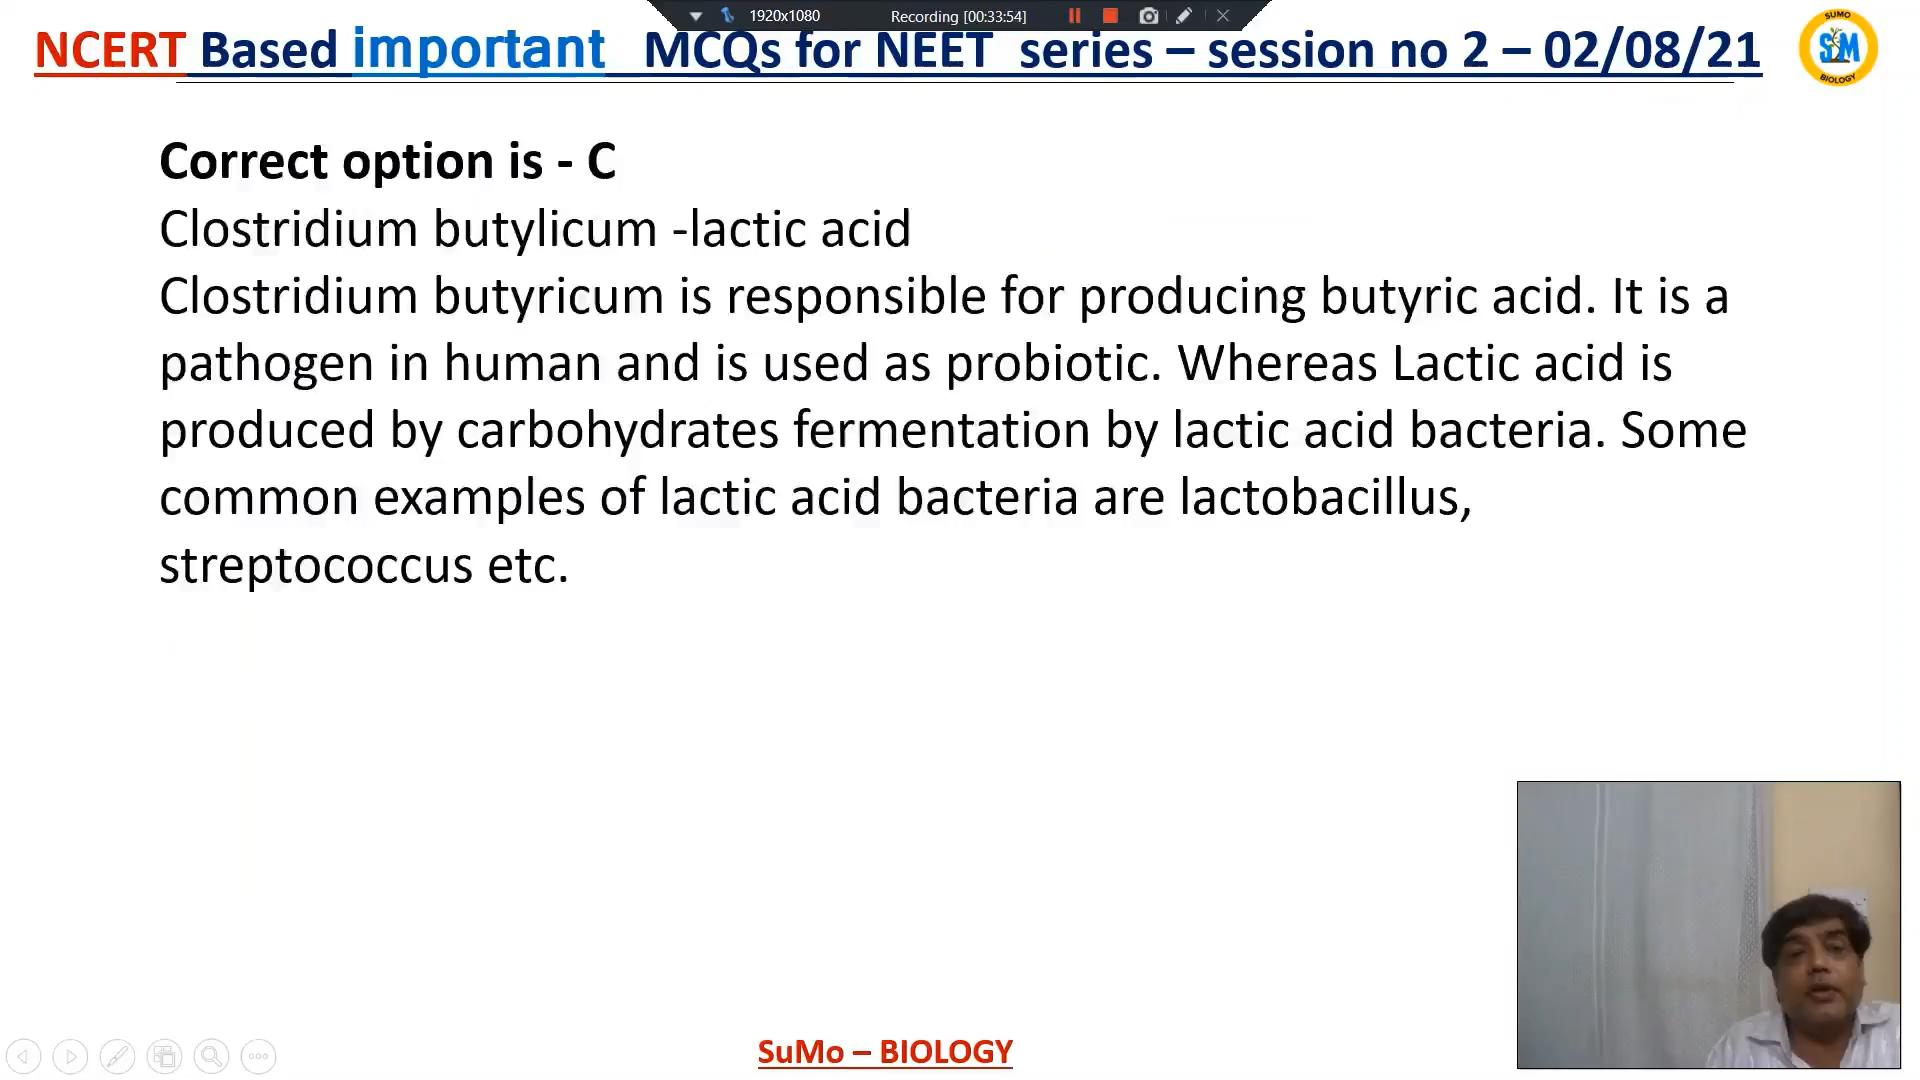 1920x1080 Recording [00:33:54]
NCERT Based important MCQs for NEET series – session no 2 – 02/08/21
SUMO
SM
BIOLOGY
Correct option is - C
Clostridium butylicum -lactic acid
Clostridium butyricum is responsible for producing butyric acid. It is a
pathogen in human and is used as probiotic. Whereas Lactic acid is
produced by carbohydrates fermentation by lactic acid bacteria. Some
common examples of lactic acid bacteria are lactobacillus,
streptococcus etc.
SuMo – BIOLOGY